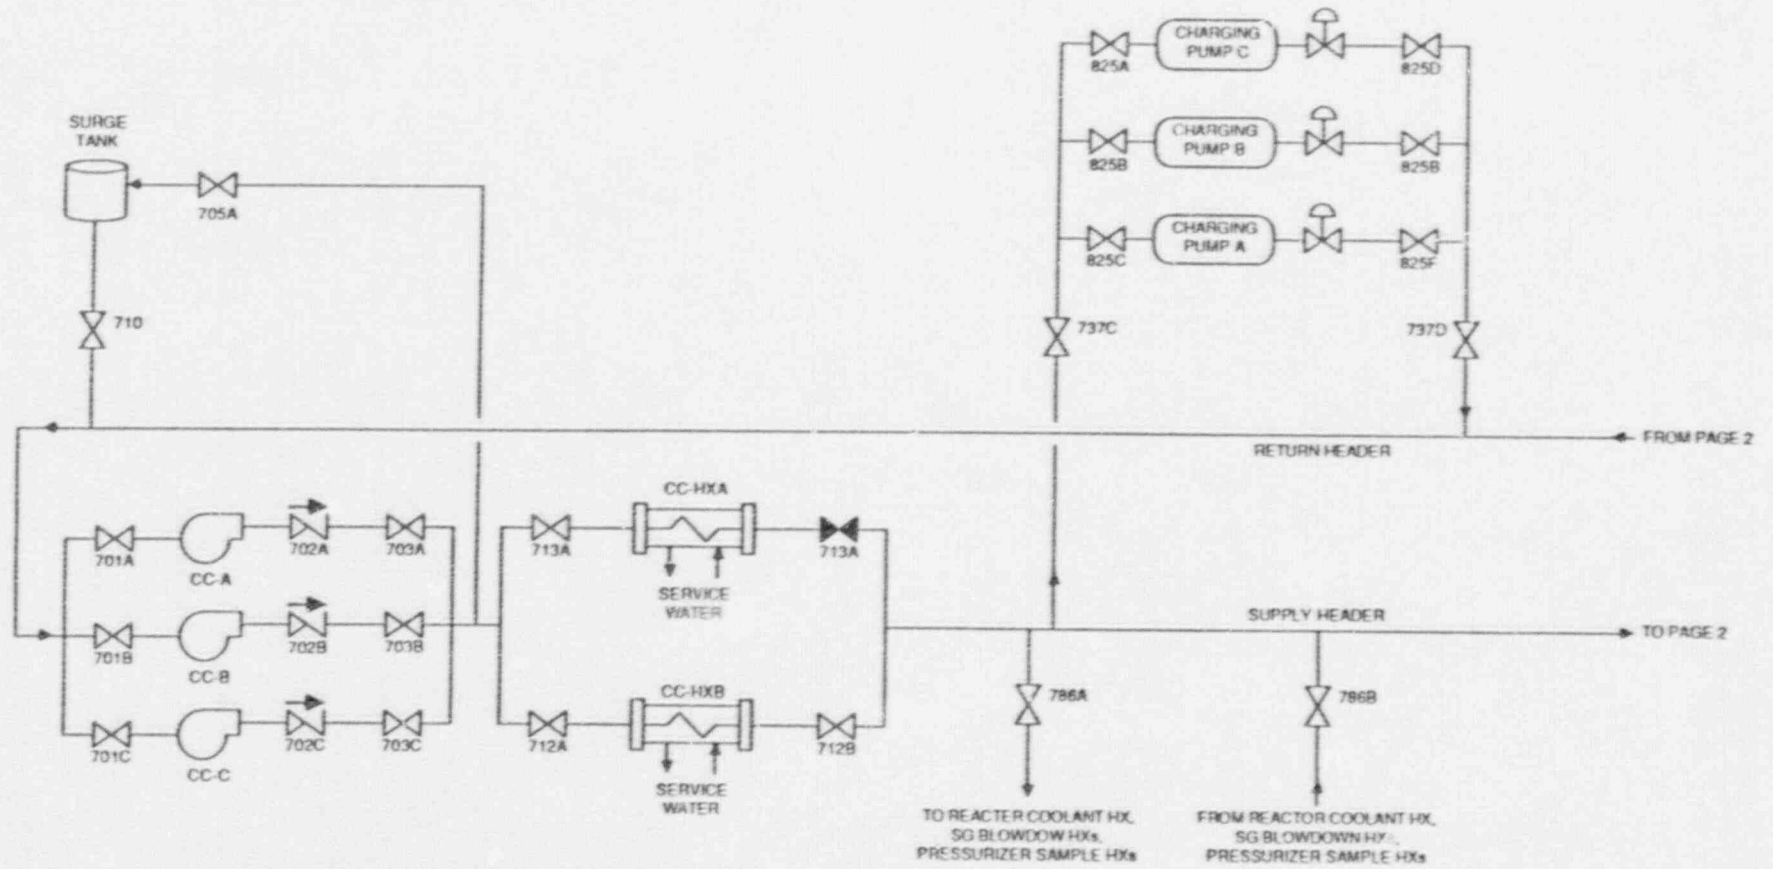 CHARGING
PUMP C
825A
825D
SURGE
TANK
CHARGING
PUMP B
825B
825B
705A
CHARGING
PUMP A
825C
825F
710
737C
737D
FROM PAGE 2
RETURN HEADER
CC-HXA
701A
702A
703A
713A
713A
CC-A
SERVICE
WATER
SUPPLY HEADER
TO PAGE 2
701B
702B
703B
CC-B
CC-HXB
786A
786B
701C
702C
703C
712A
712B
CC-C
SERVICE
WATER
TO REACTER COOLANT HX,
SG BLOWDOW HXs,
PRESSURIZER SAMPLE HXs
FROM REACTOR COOLANT HX,
SG BLOWDOWN HX
PRESSURIZER SAMPLE HXs